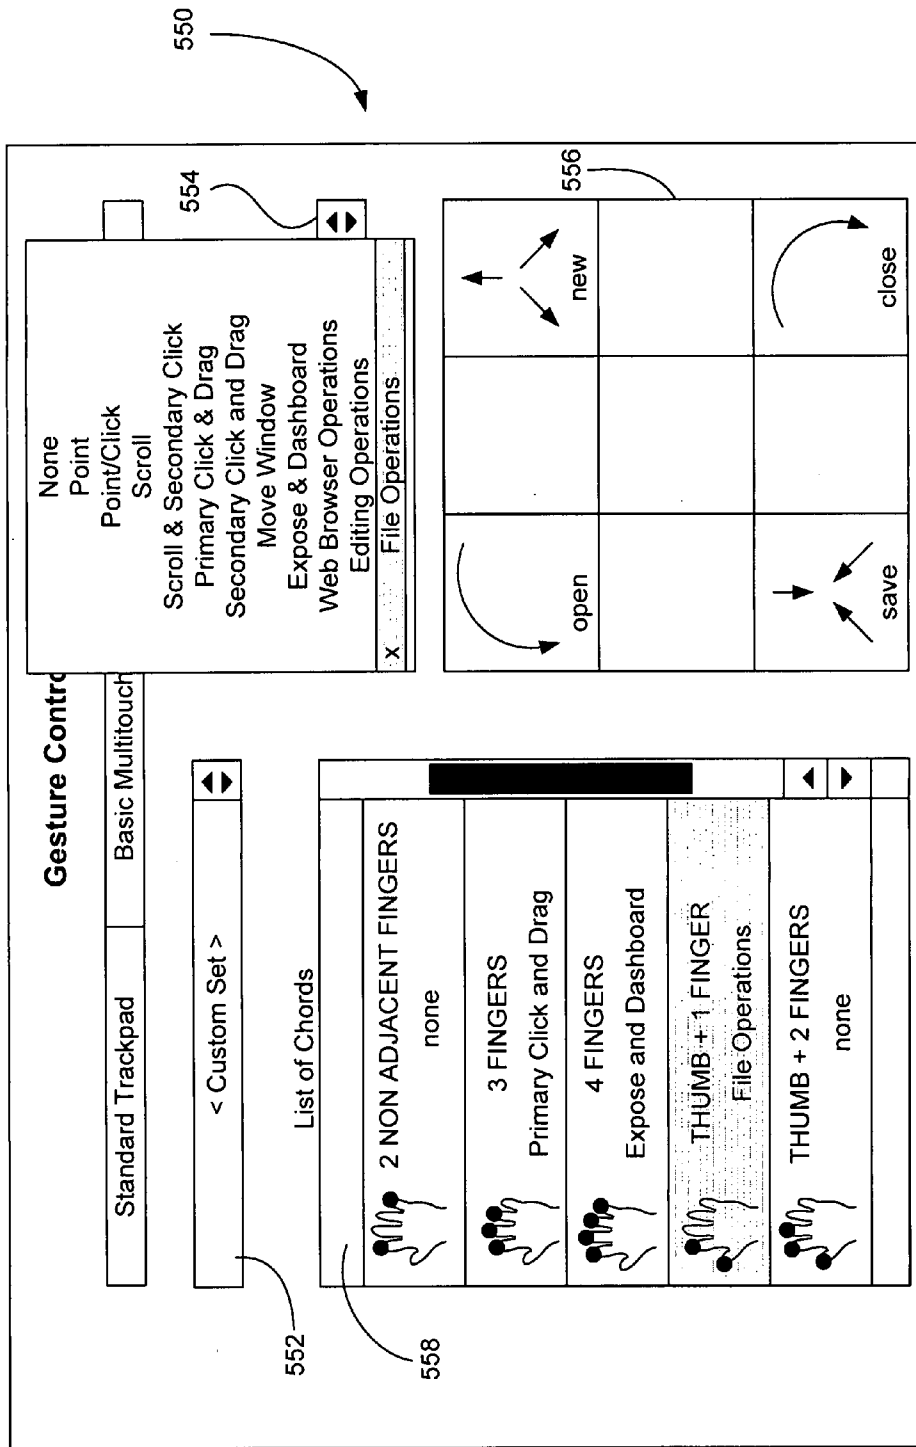 550
Gesture Contro
Standard Trackpad
Basic Multitouch
None
Point
Point/Click
Scroll
Scroll & Secondary Click
Primary Click & Drag
Secondary Click and Drag
Move Window
Expose & Dashboard
Web Browser Operations
Editing Operations
x File Operations
554
552
< Custom Set >
558
List of Chords
2 NON ADJACENT FINGERS
none
3 FINGERS
Primary Click and Drag
4 FINGERS
Expose and Dashboard
THUMB + 1 FINGER
File Operations
THUMB + 2 FINGERS
none
556
open
new
save
close